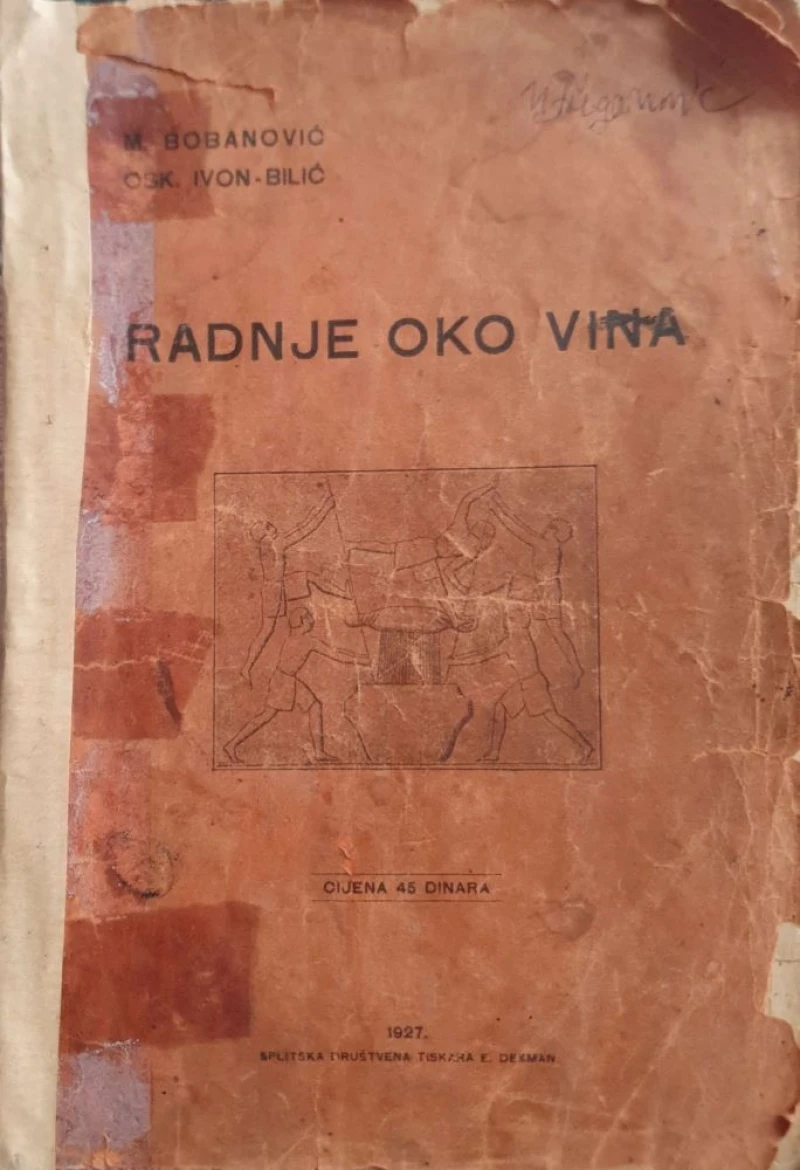 M. BOBANOVIĆ
OSK. IVON-BILIĆ
RADNJE OKO VINA
CIJENA 45 DINARA
1927.
SPLITSKA DRUŠTVENA TISKARA E. DEKMAN